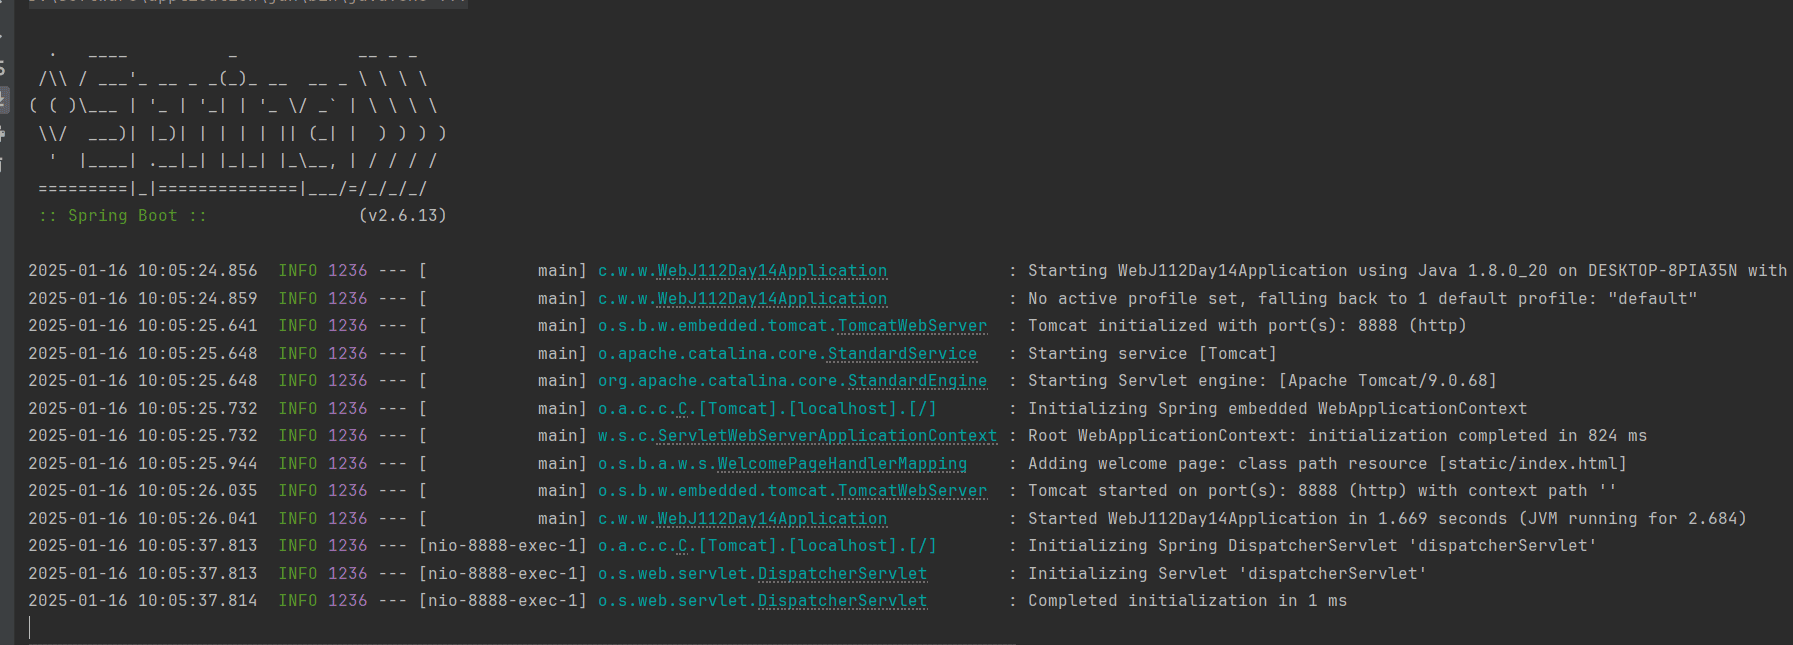 .   ____          _            __ _ _
 /\\ / ___'_ __ _ _(_)_ __  __ _ \ \ \ \
( ( )\___ | '_ | '_| | '_ \/ _` | \ \ \ \
 \\/  ___)| |_)| | | | | || (_| |  ) ) ) )
  '  |____| .__|_| |_|_| |_\__, | / / / /
 =========|_|==============|___/=/_/_/_/
 :: Spring Boot ::               (v2.6.13)
2025-01-16 10:05:24.856  INFO 1236 --- [           main] c.w.w.WebJ112Day14Application            : Starting WebJ112Day14Application using Java 1.8.0_20 on DESKTOP-8PIA35N with
2025-01-16 10:05:24.859  INFO 1236 --- [           main] c.w.w.WebJ112Day14Application            : No active profile set, falling back to 1 default profile: "default"
2025-01-16 10:05:25.641  INFO 1236 --- [           main] o.s.b.w.embedded.tomcat.TomcatWebServer  : Tomcat initialized with port(s): 8888 (http)
2025-01-16 10:05:25.648  INFO 1236 --- [           main] o.apache.catalina.core.StandardService   : Starting service [Tomcat]
2025-01-16 10:05:25.648  INFO 1236 --- [           main] org.apache.catalina.core.StandardEngine  : Starting Servlet engine: [Apache Tomcat/9.0.68]
2025-01-16 10:05:25.732  INFO 1236 --- [           main] o.a.c.c.C.[Tomcat].[localhost].[/]       : Initializing Spring embedded WebApplicationContext
2025-01-16 10:05:25.732  INFO 1236 --- [           main] w.s.c.ServletWebServerApplicationContext : Root WebApplicationContext: initialization completed in 824 ms
2025-01-16 10:05:25.944  INFO 1236 --- [           main] o.s.b.a.w.s.WelcomePageHandlerMapping    : Adding welcome page: class path resource [static/index.html]
2025-01-16 10:05:26.035  INFO 1236 --- [           main] o.s.b.w.embedded.tomcat.TomcatWebServer  : Tomcat started on port(s): 8888 (http) with context path ''
2025-01-16 10:05:26.041  INFO 1236 --- [           main] c.w.w.WebJ112Day14Application            : Started WebJ112Day14Application in 1.669 seconds (JVM running for 2.684)
2025-01-16 10:05:37.813  INFO 1236 --- [nio-8888-exec-1] o.a.c.c.C.[Tomcat].[localhost].[/]       : Initializing Spring DispatcherServlet 'dispatcherServlet'
2025-01-16 10:05:37.813  INFO 1236 --- [nio-8888-exec-1] o.s.web.servlet.DispatcherServlet        : Initializing Servlet 'dispatcherServlet'
2025-01-16 10:05:37.814  INFO 1236 --- [nio-8888-exec-1] o.s.web.servlet.DispatcherServlet        : Completed initialization in 1 ms